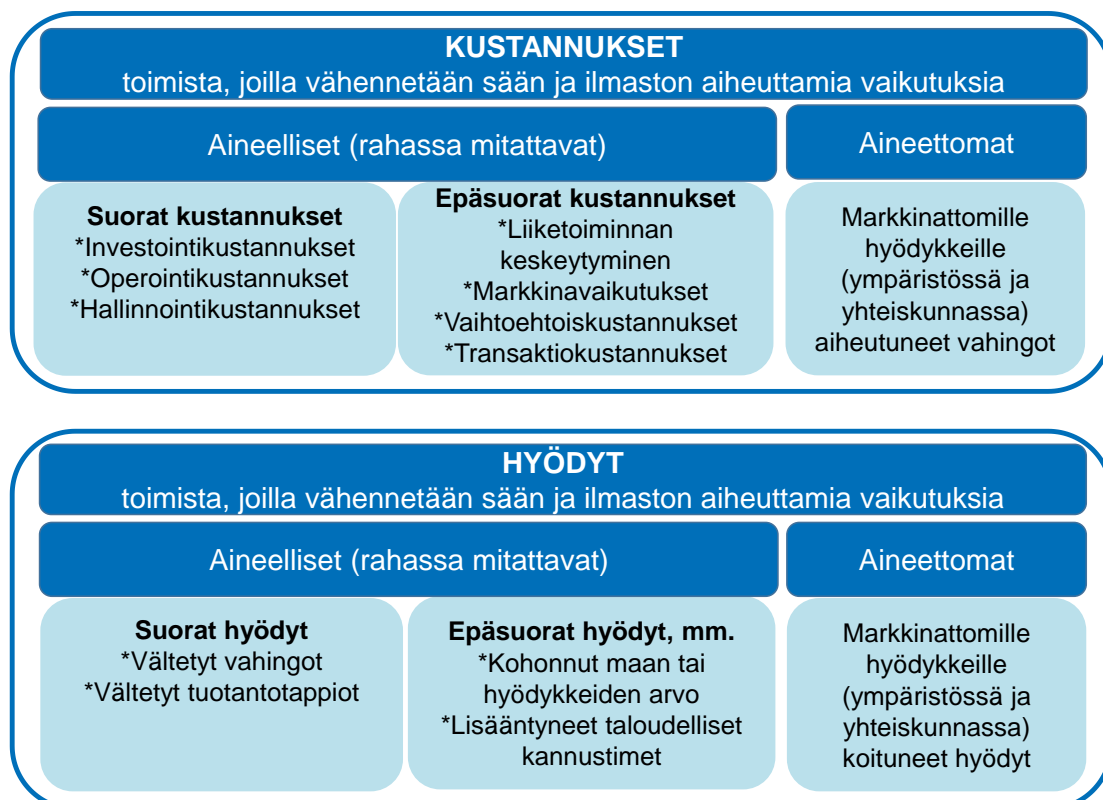 KUSTANNUKSET
toimista, joilla vähennetään sään ja ilmaston aiheuttamia vaikutuksia
Aineelliset (rahassa mitattavat)
Aineettomat
Suorat kustannukset
*Investointikustannukset
*Operointikustannukset
*Hallinnointikustannukset
Epäsuorat kustannukset
*Liiketoiminnan
keskeytyminen
*Markkinavaikutukset
*Vaihtoehtoiskustannukset
*Transaktiokustannukset
Markkinattomille
hyödykkeille
(ympäristössä ja
yhteiskunnassa)
aiheutuneet vahingot
HYÖDYT
toimista, joilla vähennetään sään ja ilmaston aiheuttamia vaikutuksia
Aineelliset (rahassa mitattavat)
Aineettomat
Suorat hyödyt
*Vältetyt vahingot
*Vältetyt tuotantotappiot
Epäsuorat hyödyt, mm.
*Kohonnut maan tai
hyödykkeiden arvo
*Lisääntyneet taloudelliset
kannustimet
Markkinattomille
hyödykkeille
(ympäristössä ja
yhteiskunnassa)
koituneet hyödyt